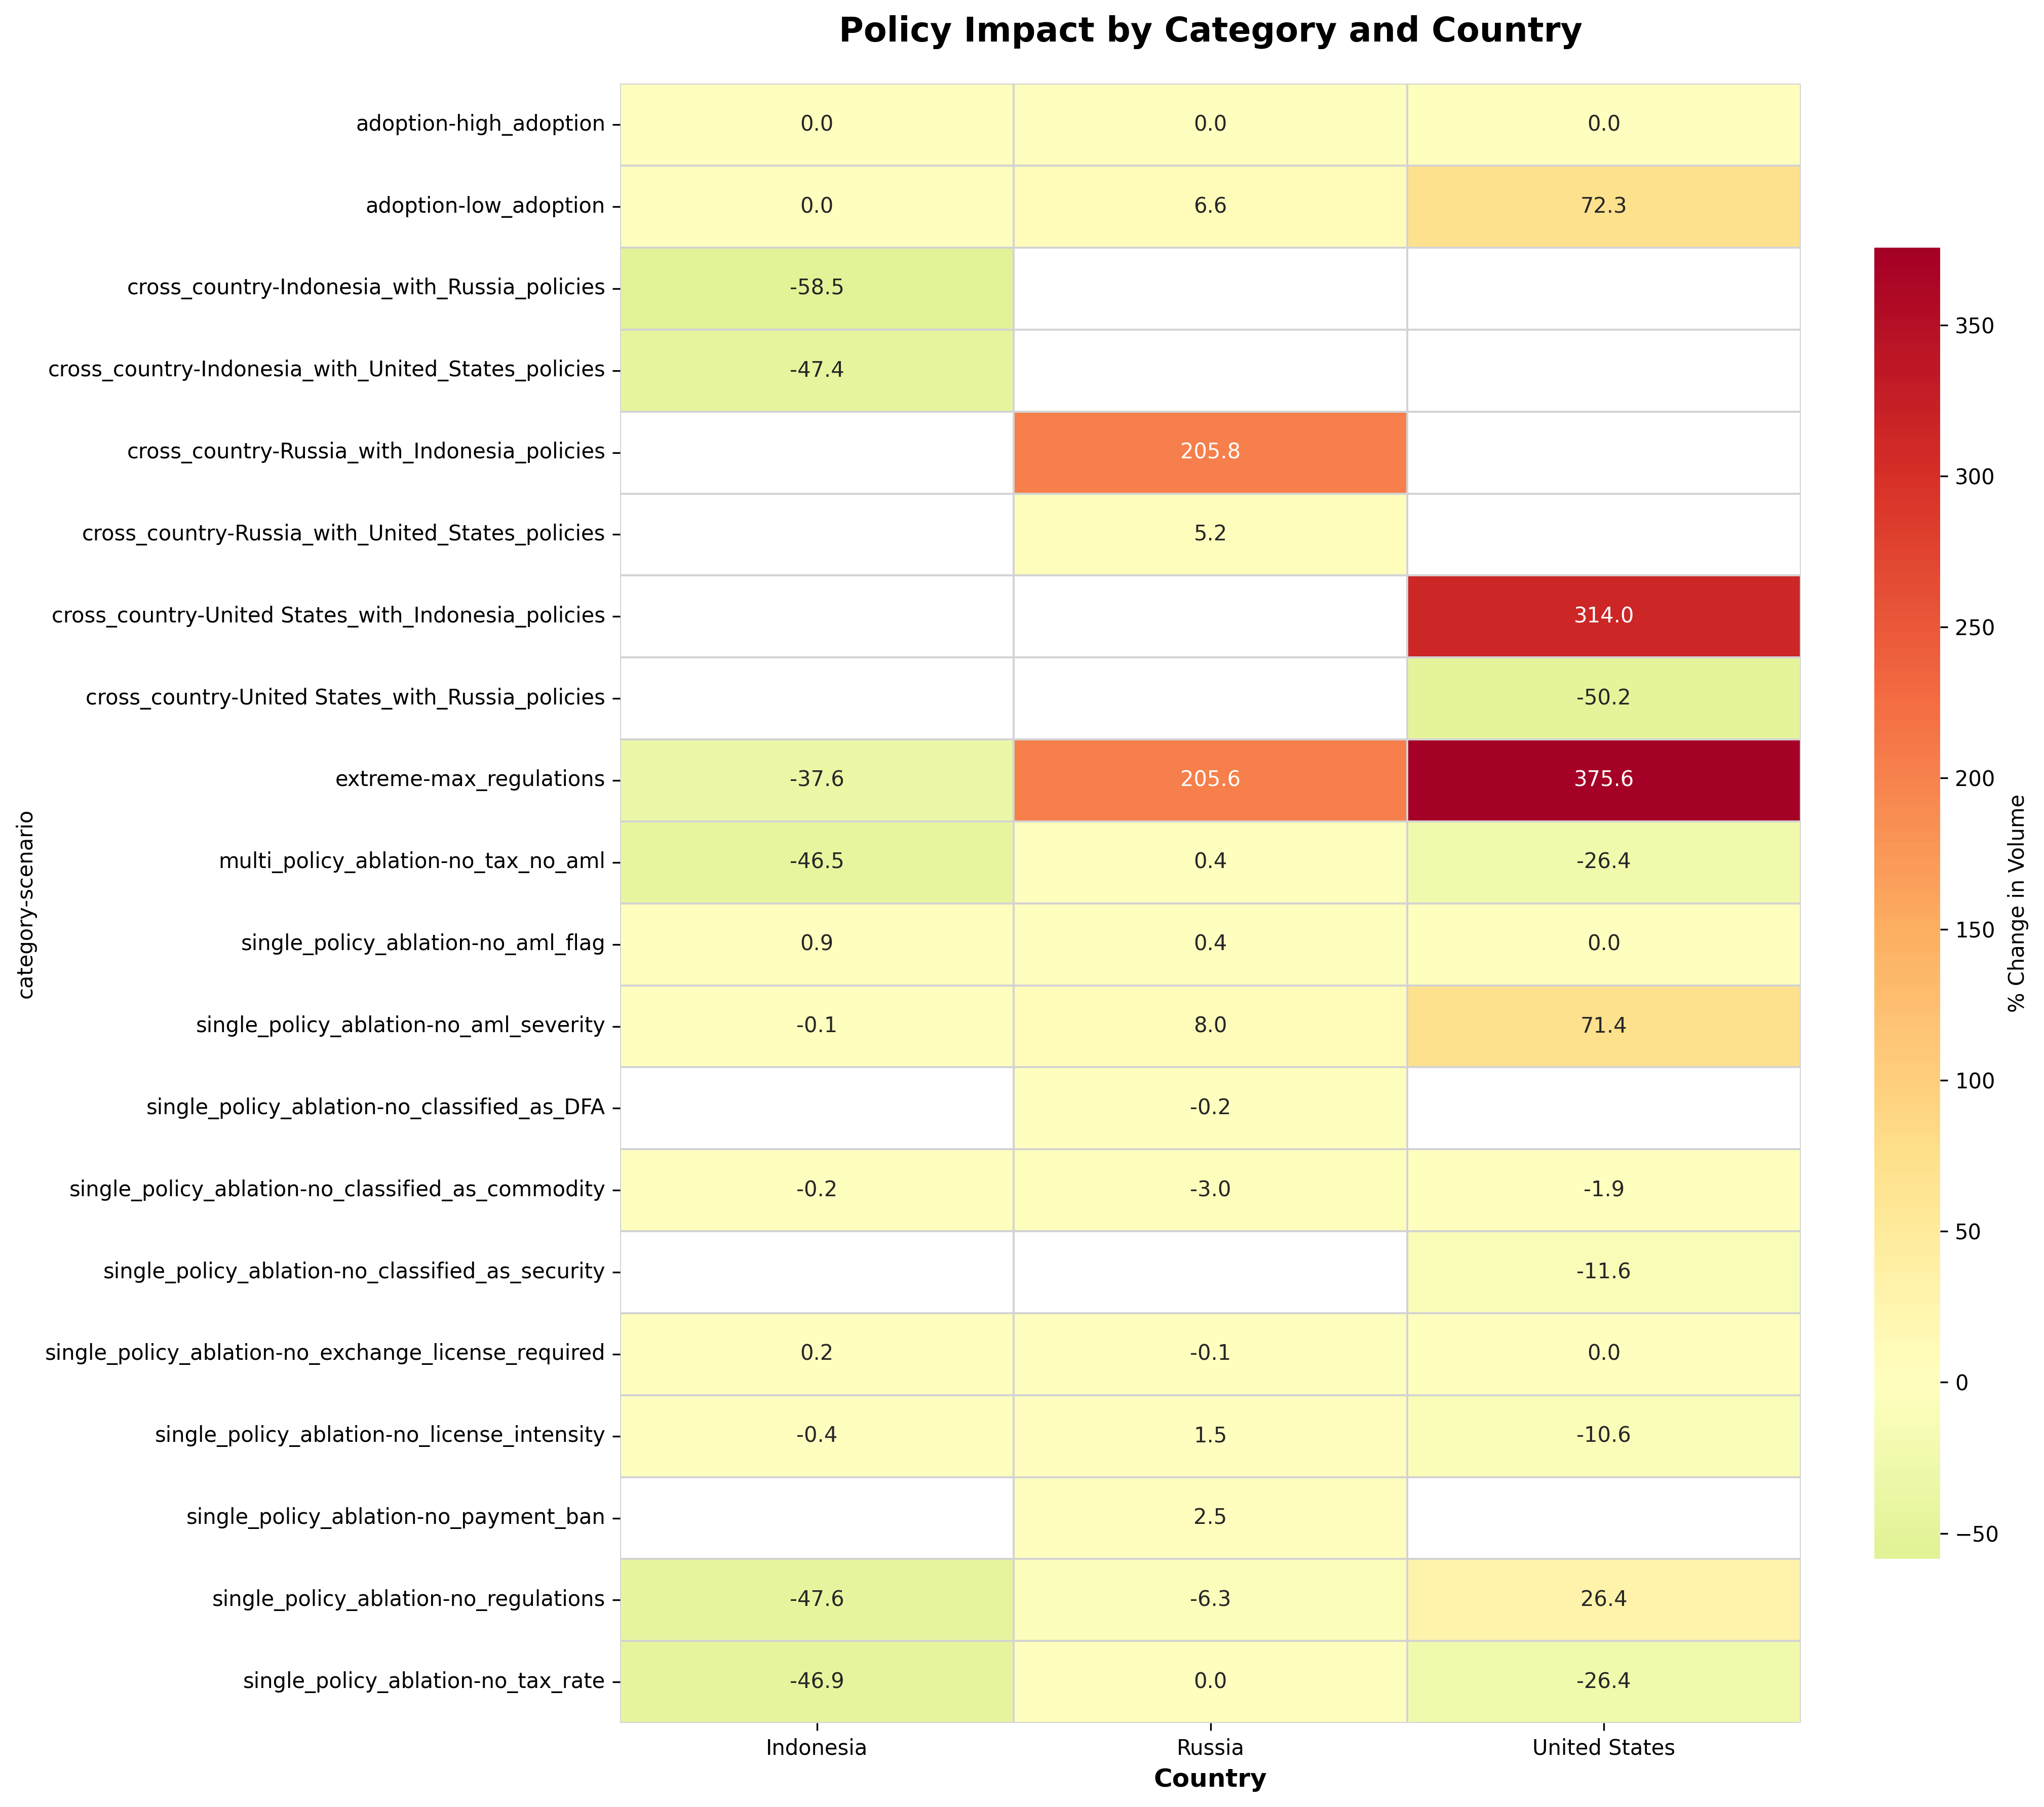 Policy Impact by Category and Country
adoption-high_adoption 0.0 0.0 0.0
adoption-low_adoption 0.0 6.6 72.3
cross_country-Indonesia_with_Russia_policies -58.5
cross_country-Indonesia_with_United_States_policies -47.4
cross_country-Russia_with_Indonesia_policies 205.8
cross_country-Russia_with_United_States_policies 5.2
cross_country-United States_with_Indonesia_policies 314.0
cross_country-United States_with_Russia_policies -50.2
extreme-max_regulations -37.6 205.6 375.6
multi_policy_ablation-no_tax_no_aml -46.5 0.4 -26.4
single_policy_ablation-no_aml_flag 0.9 0.4 0.0
single_policy_ablation-no_aml_severity -0.1 8.0 71.4
single_policy_ablation-no_classified_as_DFA -0.2
single_policy_ablation-no_classified_as_commodity -0.2 -3.0 -1.9
single_policy_ablation-no_classified_as_security -11.6
single_policy_ablation-no_exchange_license_required 0.2 -0.1 0.0
single_policy_ablation-no_license_intensity -0.4 1.5 -10.6
single_policy_ablation-no_payment_ban 2.5
single_policy_ablation-no_regulations -47.6 -6.3 26.4
single_policy_ablation-no_tax_rate -46.9 0.0 -26.4
Indonesia Russia United States
Country
category-scenario
350
300
250
200
150
100
50
0
−50
% Change in Volume